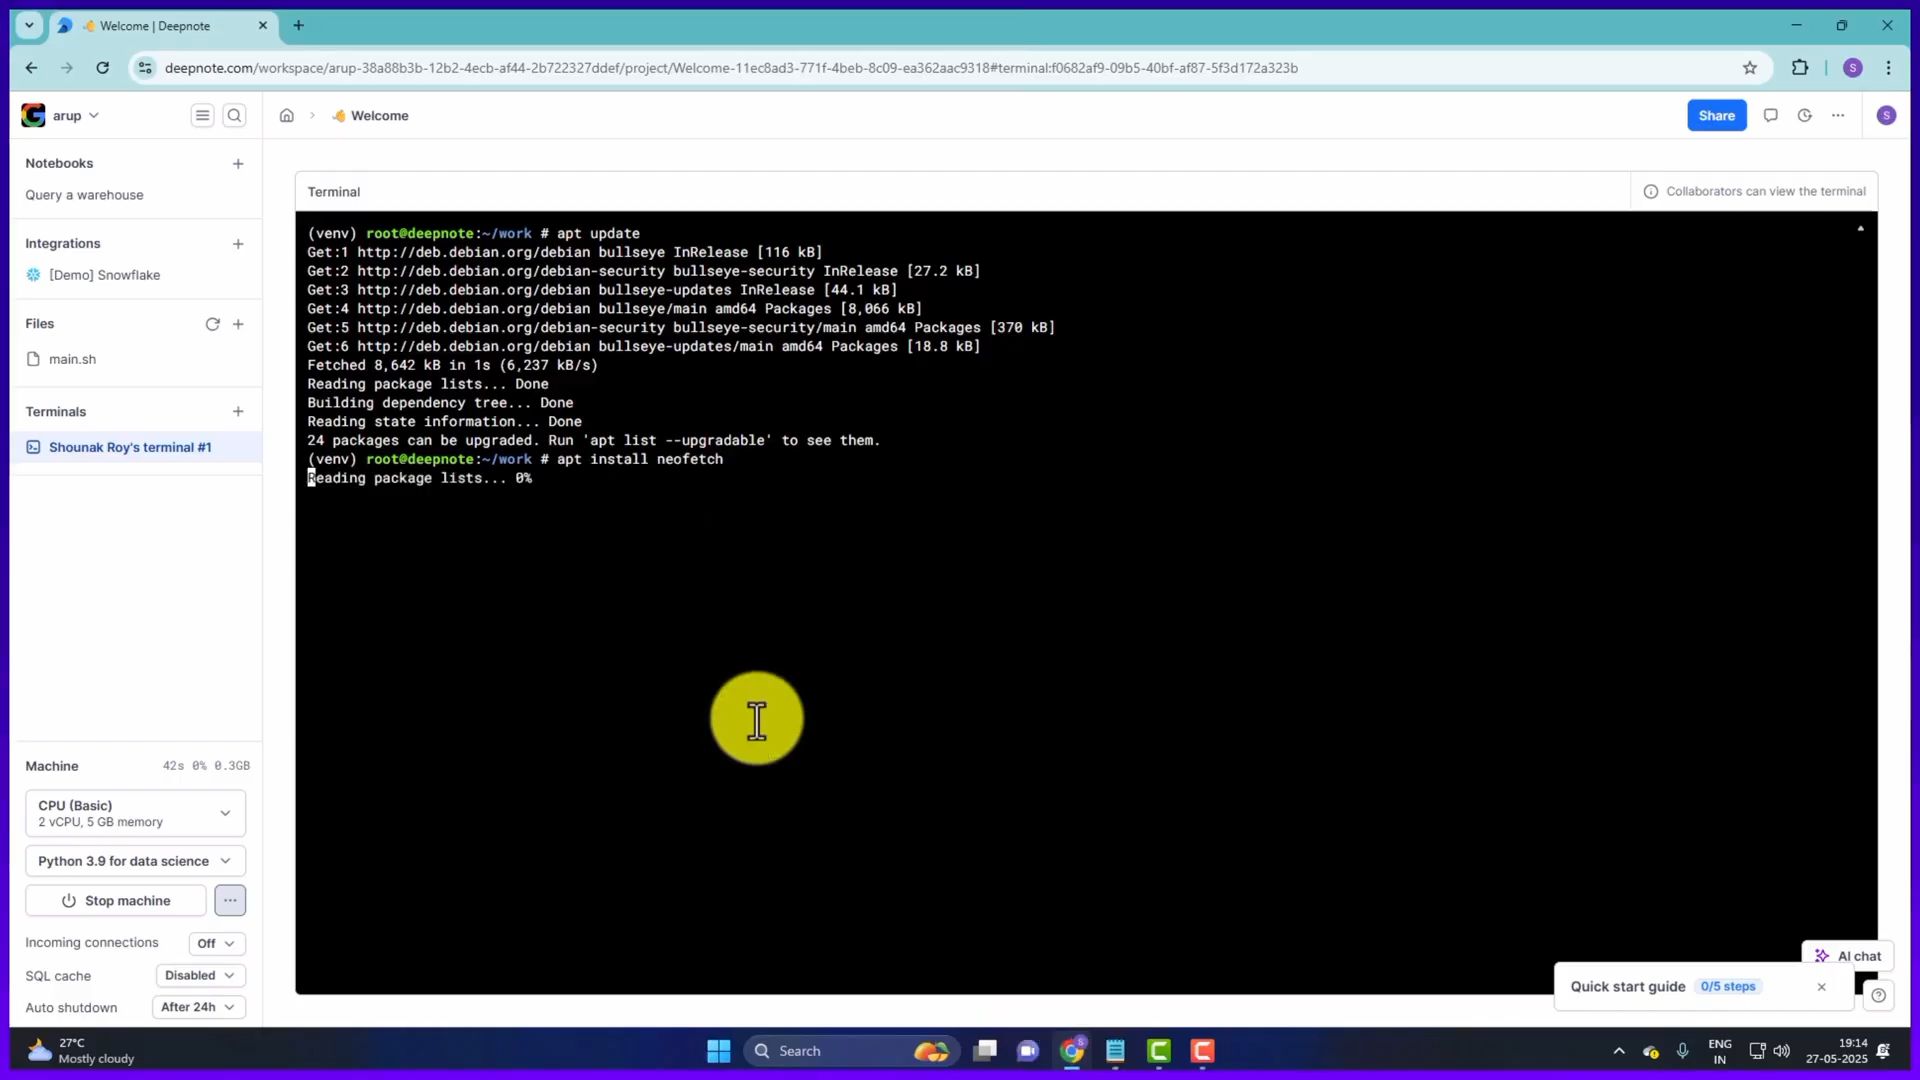 Welcome | Deepnote
deepnote.com/workspace/arup-38a88b3b-12b2-4ecb-af44-2b722327ddef/project/Welcome-11ec8ad3-771f-4beb-8c09-ea362aac9318#terminal:f0682af9-09b5-40bf-af87-5f3d172a323b
S
G arup
Welcome
Share
S
Notebooks
Query a warehouse
Integrations
[Demo] Snowflake
Files
main.sh
Terminals
Shounak Roy's terminal #1
Terminal
Collaborators can view the terminal
(venv) root@deepnote:~/work # apt update
Get:1 http://deb.debian.org/debian bullseye InRelease [116 kB]
Get:2 http://deb.debian.org/debian-security bullseye-security InRelease [27.2 kB]
Get:3 http://deb.debian.org/debian bullseye-updates InRelease [44.1 kB]
Get:4 http://deb.debian.org/debian bullseye/main amd64 Packages [8,066 kB]
Get:5 http://deb.debian.org/debian-security bullseye-security/main amd64 Packages [370 kB]
Get:6 http://deb.debian.org/debian bullseye-updates/main amd64 Packages [18.8 kB]
Fetched 8,642 kB in 1s (6,237 kB/s)
Reading package lists... Done
Building dependency tree... Done
Reading state information... Done
24 packages can be upgraded. Run 'apt list --upgradable' to see them.
(venv) root@deepnote:~/work # apt install neofetch
Reading package lists... 0%
Machine 42s 0% 0.3GB
CPU (Basic)
2 vCPU, 5 GB memory
Python 3.9 for data science
Stop machine
Incoming connections Off
SQL cache Disabled
Auto shutdown After 24h
AI chat
Quick start guide 0/5 steps
27°C
Mostly cloudy
Search
ENG
IN
19:14
27-05-2025